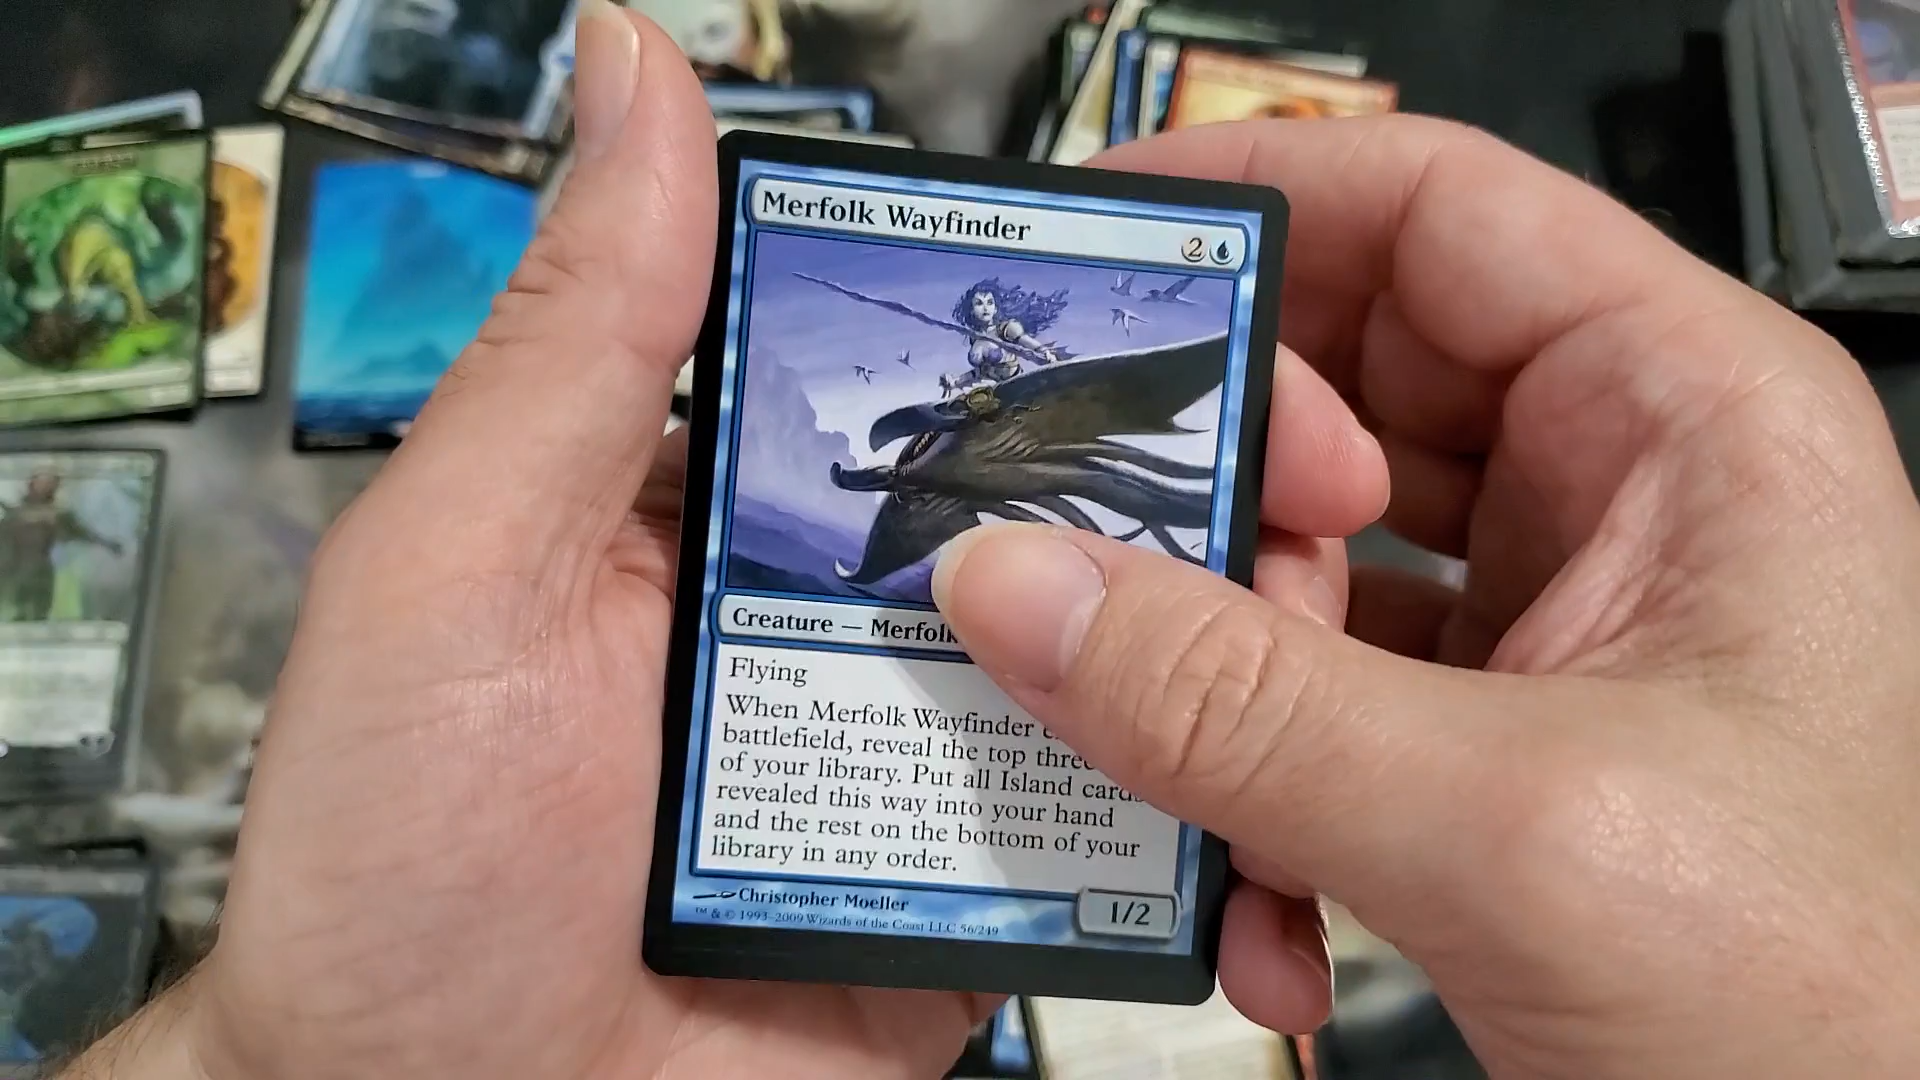 Merfolk Wayfinder
2
Creature — Merfolk
Flying
When Merfolk Wayfinder
battlefield, reveal the top three
of your library. Put all Island cards
revealed this way into your hand
and the rest on the bottom of your
library in any order.
Christopher Moeller
1/2
™ & © 1993–2009 Wizards of the Coast LLC 56/249